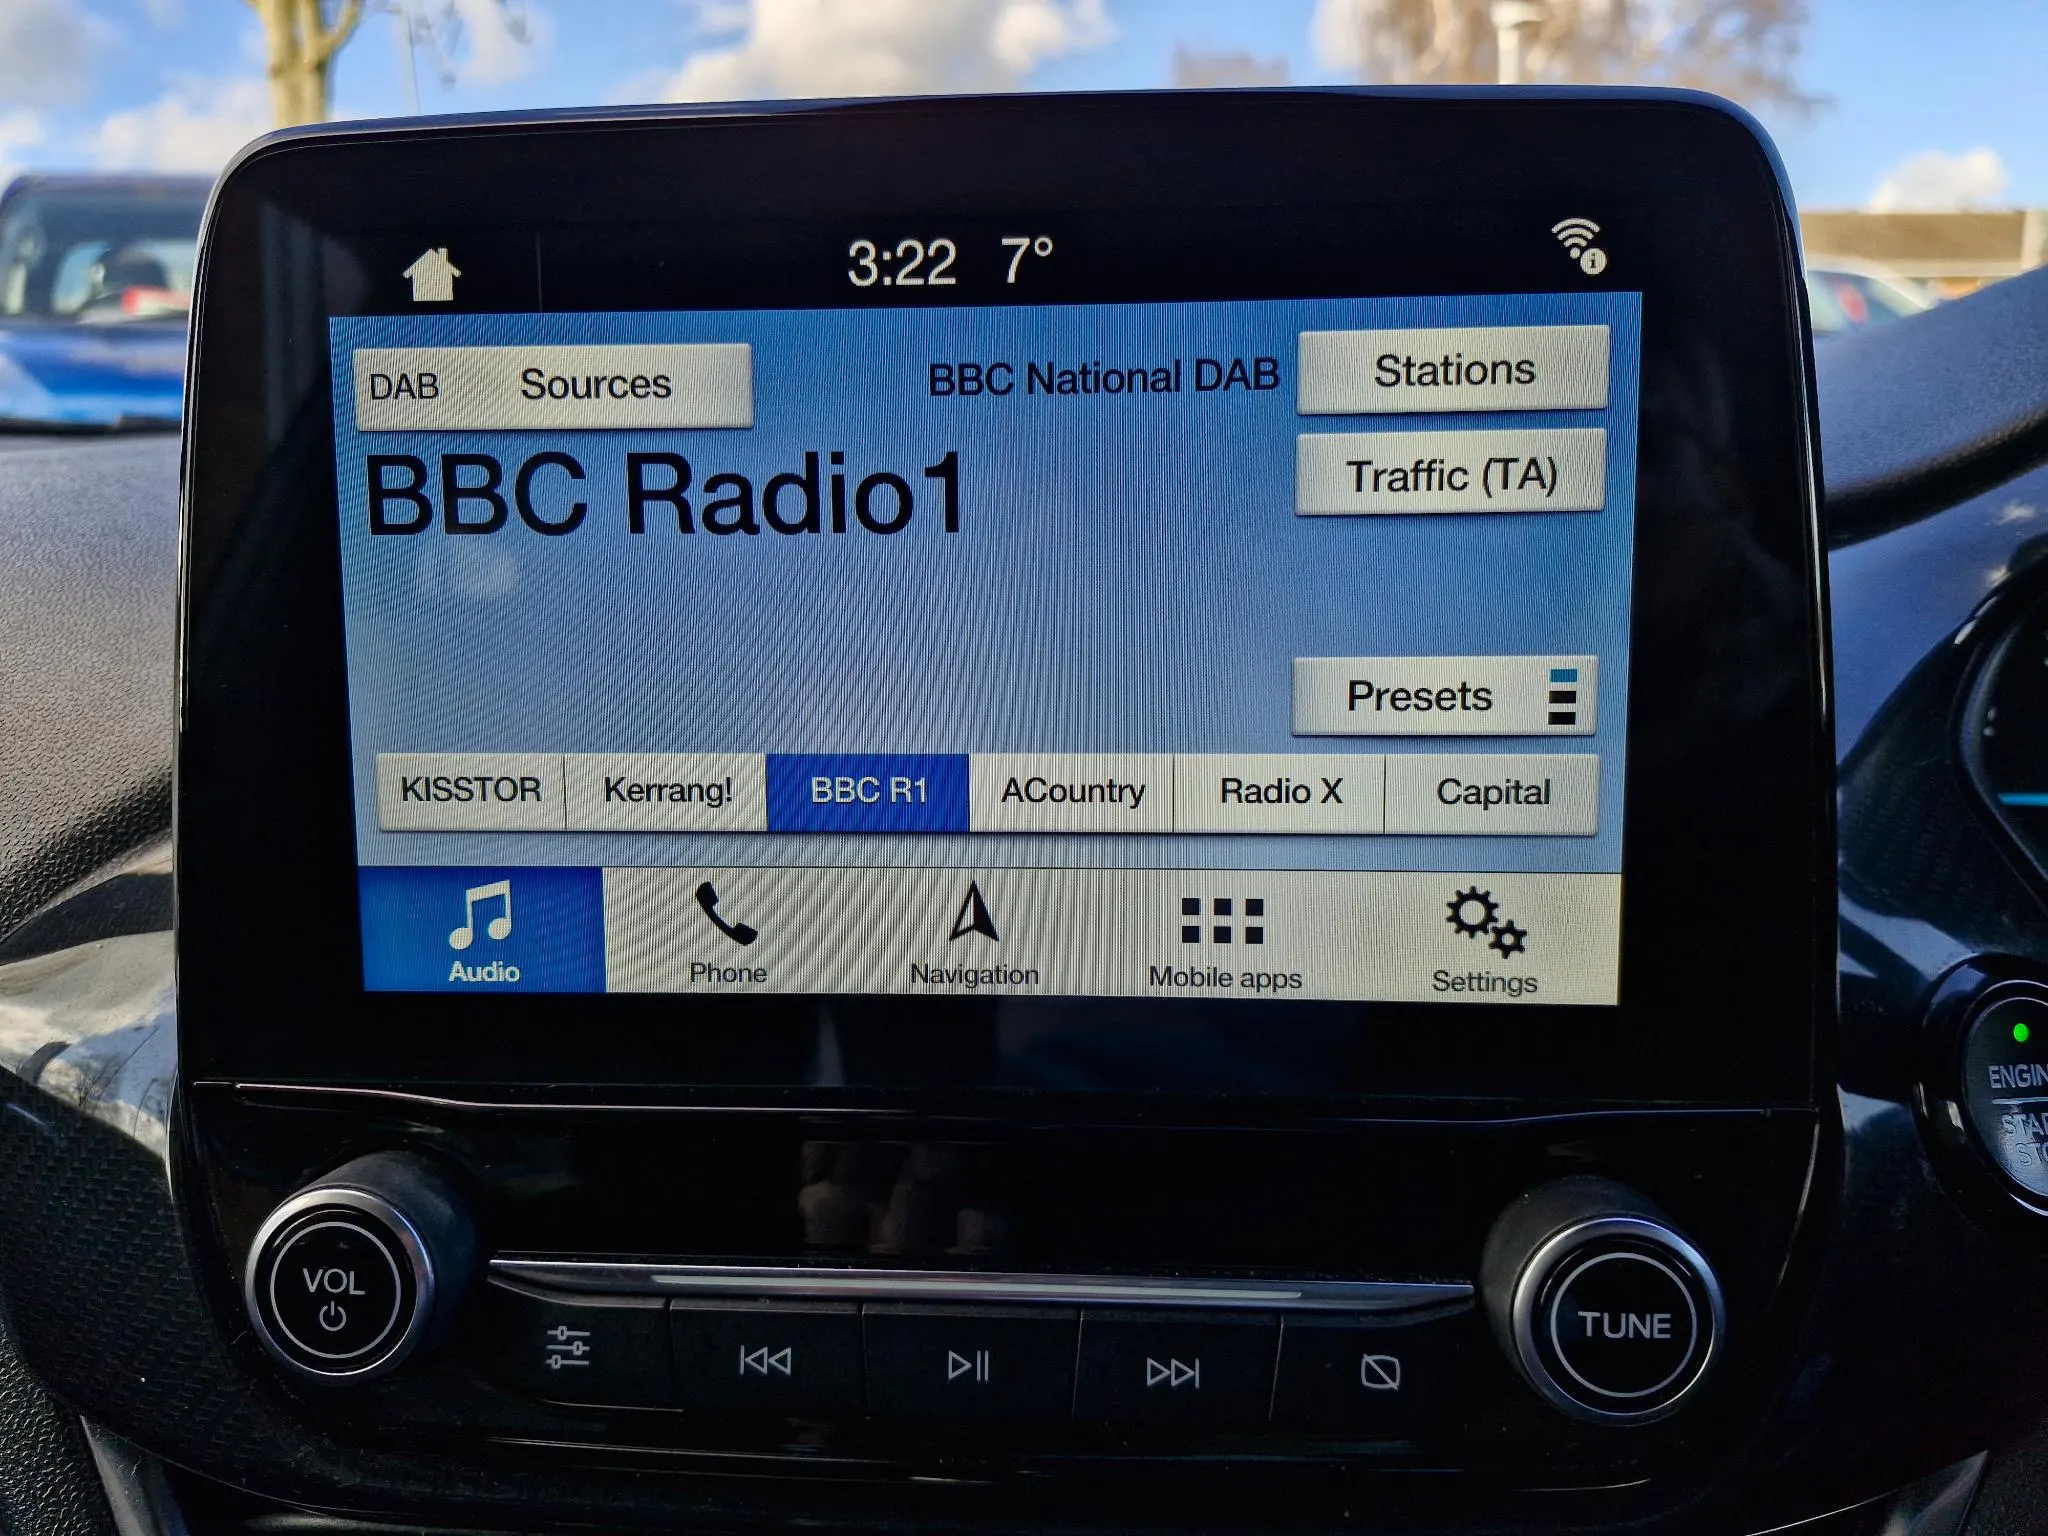 3:22 7°
DAB Sources
BBC National DAB
Stations
BBC Radio1
Traffic (TA)
Presets
KISSTOR
Kerrang!
BBC R1
ACountry
Radio X
Capital
Audio
Phone
Navigation
Mobile apps
Settings
VOL
TUNE